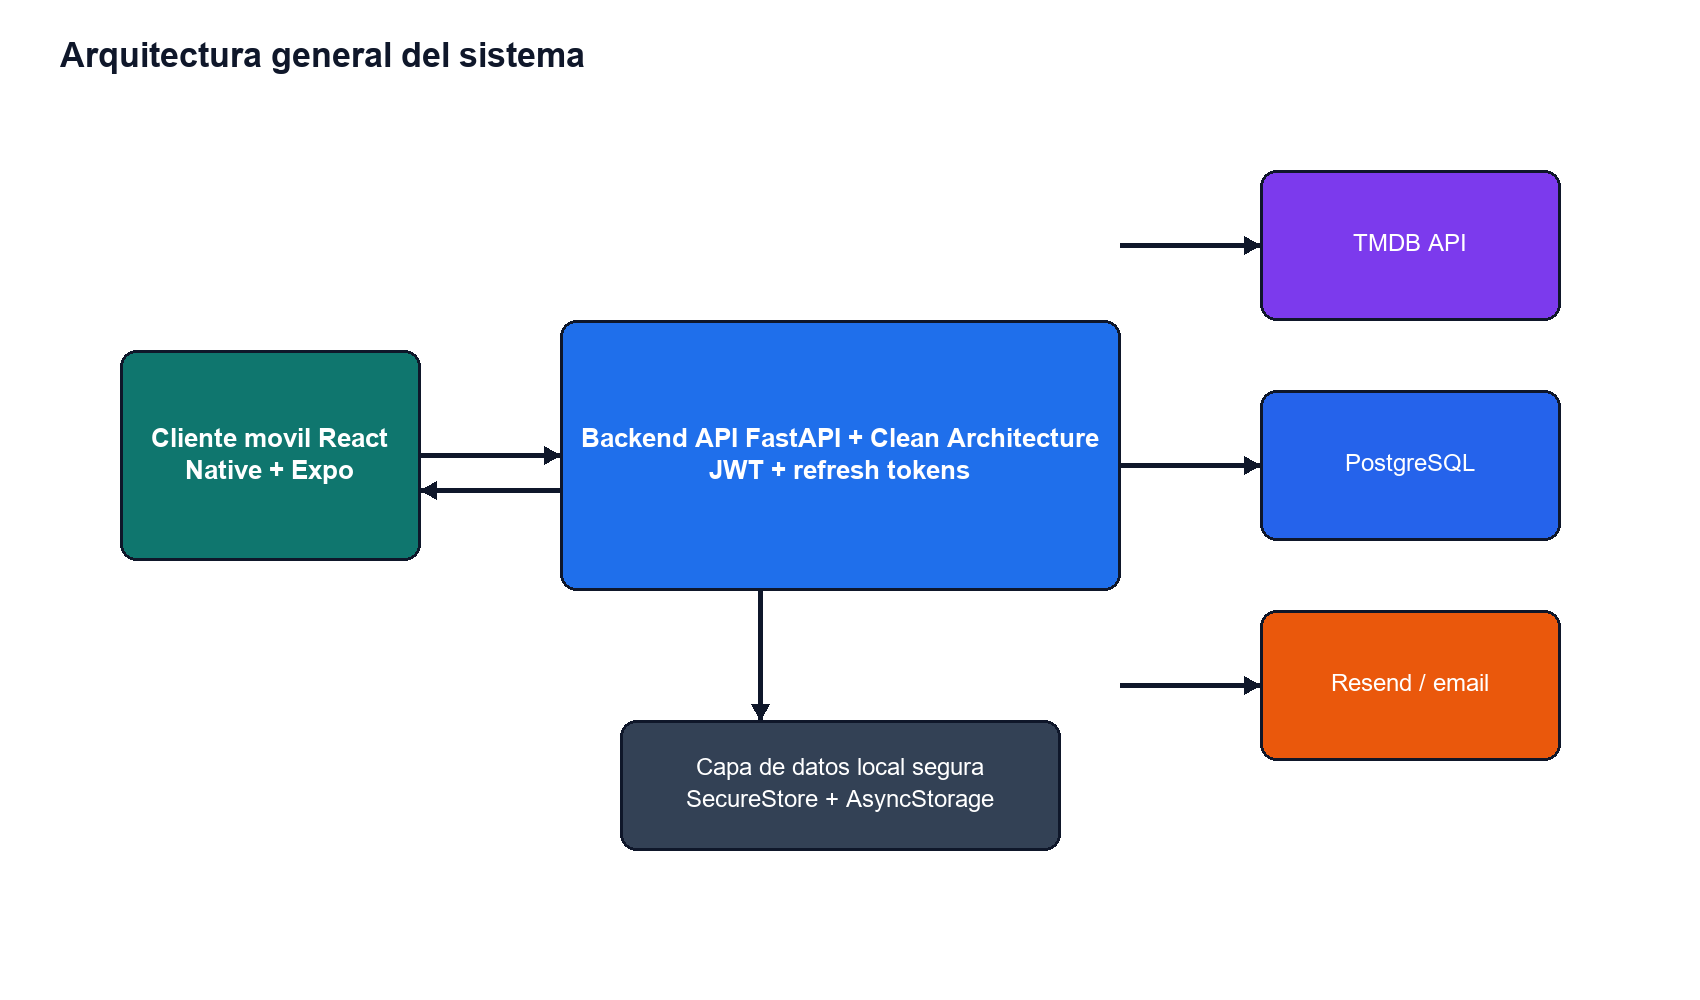 Arquitectura general del sistema
TMDB API
Cliente movil React
Native + Expo
Backend API FastAPI + Clean Architecture
JWT + refresh tokens
PostgreSQL
Resend / email
Capa de datos local segura
SecureStore + AsyncStorage